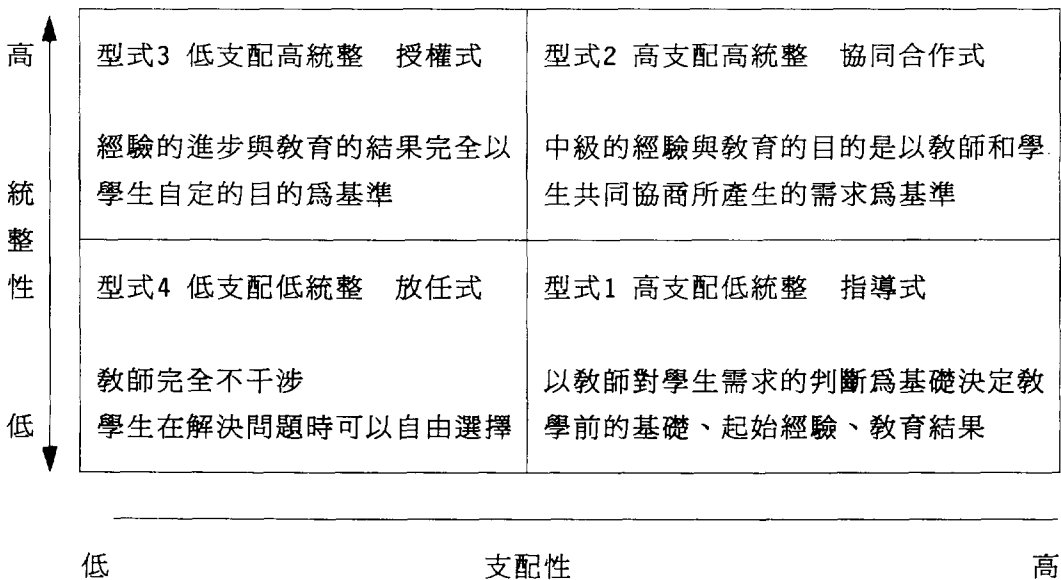 高
統
整
性
低
型式3 低支配高統整 授權式
經驗的進步與教育的結果完全以
學生自定的目的爲基準
型式2 高支配高統整 協同合作式
中級的經驗與教育的目的是以教師和學
生共同協商所產生的需求爲基準
型式4 低支配低統整 放任式
教師完全不干涉
學生在解決問題時可以自由選擇
型式1 高支配低統整 指導式
以教師對學生需求的判斷爲基礎決定教
學前的基礎、起始經驗、教育結果
低 支配性 高